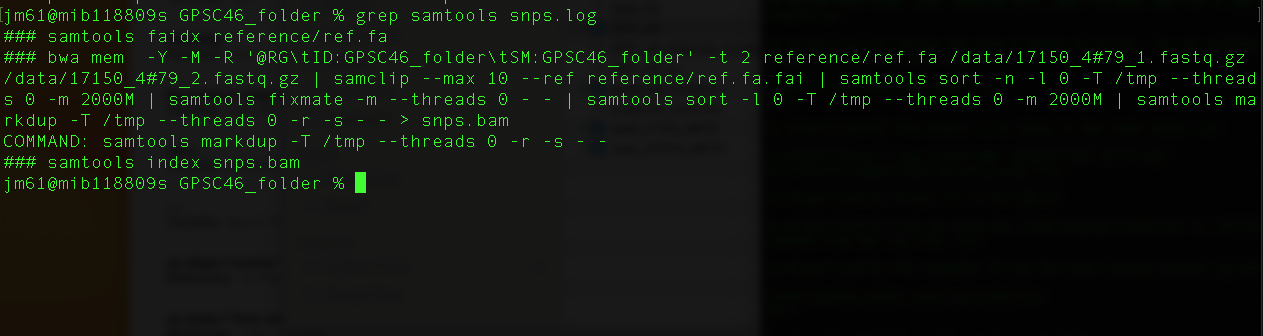 jm61@mib118809s GPSC46_folder % grep samtools snps.log
### samtools faidx reference/ref.fa
### bwa mem  -Y -M -R '@RG\tID:GPSC46_folder\tSM:GPSC46_folder' -t 2 reference/ref.fa /data/17150_4#79_1.fastq.gz
/data/17150_4#79_2.fastq.gz | samclip --max 10 --ref reference/ref.fa.fai | samtools sort -n -l 0 -T /tmp --thread
s 0 -m 2000M | samtools fixmate -m --threads 0 - - | samtools sort -l 0 -T /tmp --threads 0 -m 2000M | samtools ma
rkdup -T /tmp --threads 0 -r -s - - > snps.bam
COMMAND: samtools markdup -T /tmp --threads 0 -r -s - -
### samtools index snps.bam
jm61@mib118809s GPSC46_folder %